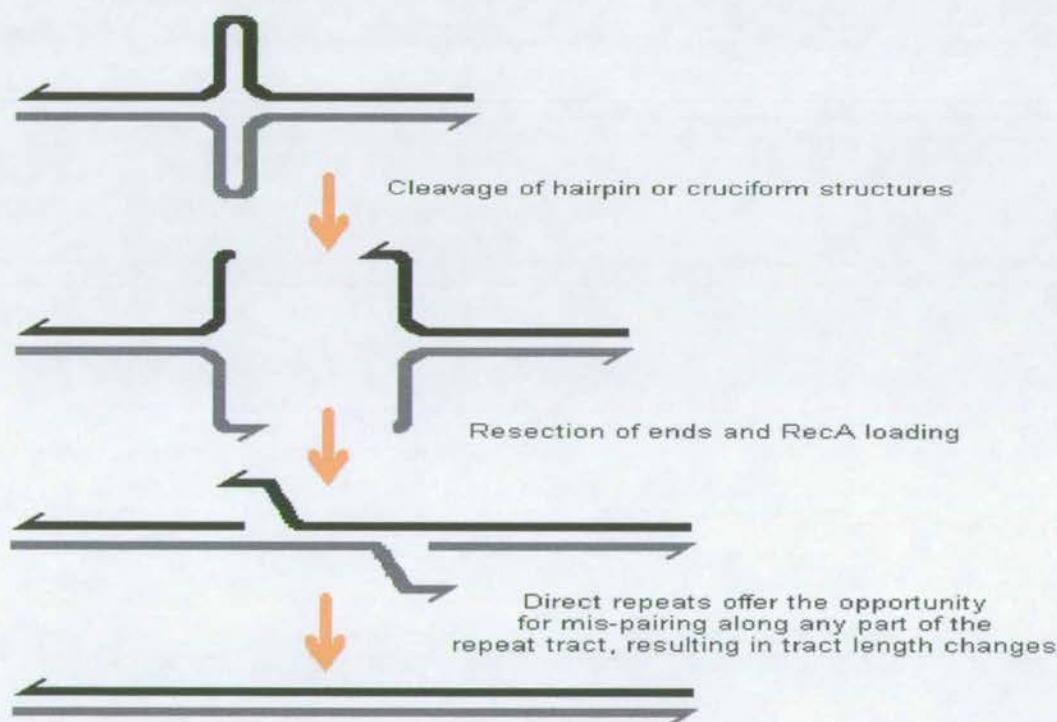 Cleavage of hairpin or cruciform structures
Resection of ends and RecA loading
Direct repeats offer the opportunity
for mis-pairing along any part of the
repeat tract, resulting in tract length changes